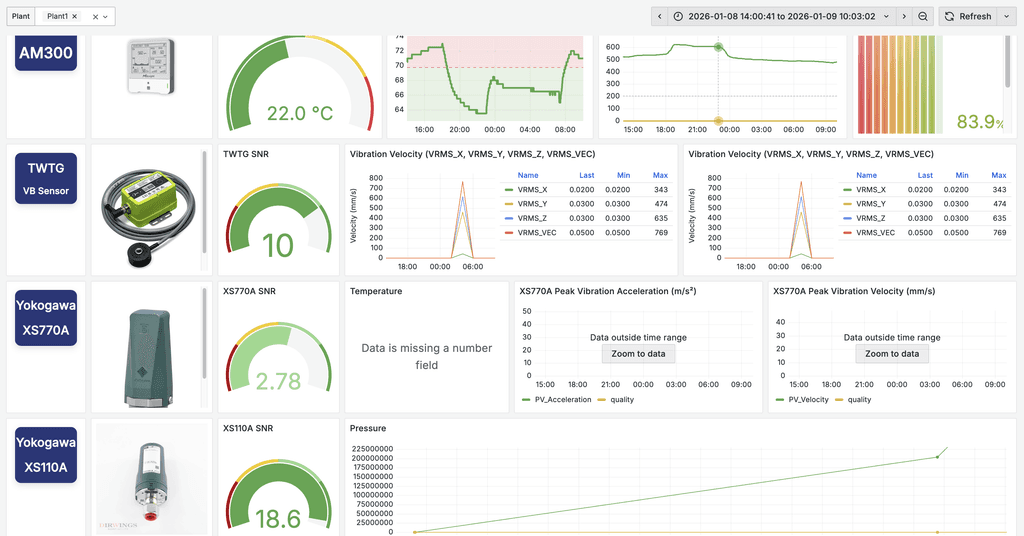 Plant
Plant1 ×
2026-01-08 14:00:41 to 2026-01-09 10:03:02
Refresh
AM300
22.0 °C
74
72
70
68
66
64
16:00 20:00 00:00 04:00 08:00
600
500
400
300
200
100
0
15:00 18:00 21:00 00:00 03:00 06:00 09:00
83.9%
TWTG
VB Sensor
TWTG SNR
10
Vibration Velocity (VRMS_X, VRMS_Y, VRMS_Z, VRMS_VEC)
Velocity (mm/s)
800
700
600
500
400
300
200
100
0
18:00 00:00 06:00
Name Last Min Max
VRMS_X 0.0200 0.0300 343
VRMS_Y 0.0300 0.0300 474
VRMS_Z 0.0300 0.0300 635
VRMS_VEC 0.0500 0.0500 769
Vibration Velocity (VRMS_X, VRMS_Y, VRMS_Z, VRMS_VEC)
Velocity (mm/s)
800
700
600
500
400
300
200
100
0
18:00 00:00 06:00
Name Last Min Max
VRMS_X 0.0200 0.0200 343
VRMS_Y 0.0300 0.0300 474
VRMS_Z 0.0300 0.0300 635
VRMS_VEC 0.0500 0.0500 769
Yokogawa
XS770A
XS770A SNR
2.78
Temperature
Data is missing a number
field
XS770A Peak Vibration Acceleration (m/s²)
50
40
30
20
10
0
Data outside time range
Zoom to data
15:00 18:00 21:00 00:00 03:00 06:00 09:00
PV_Acceleration quality
XS770A Peak Vibration Velocity (mm/s)
40
30
20
10
0
Data outside time range
Zoom to data
15:00 18:00 21:00 00:00 03:00 06:00 09:00
PV_Velocity quality
Yokogawa
XS110A
XS110A SNR
18.6
Pressure
225000000
200000000
175000000
150000000
125000000
100000000
75000000
50000000
25000000
0